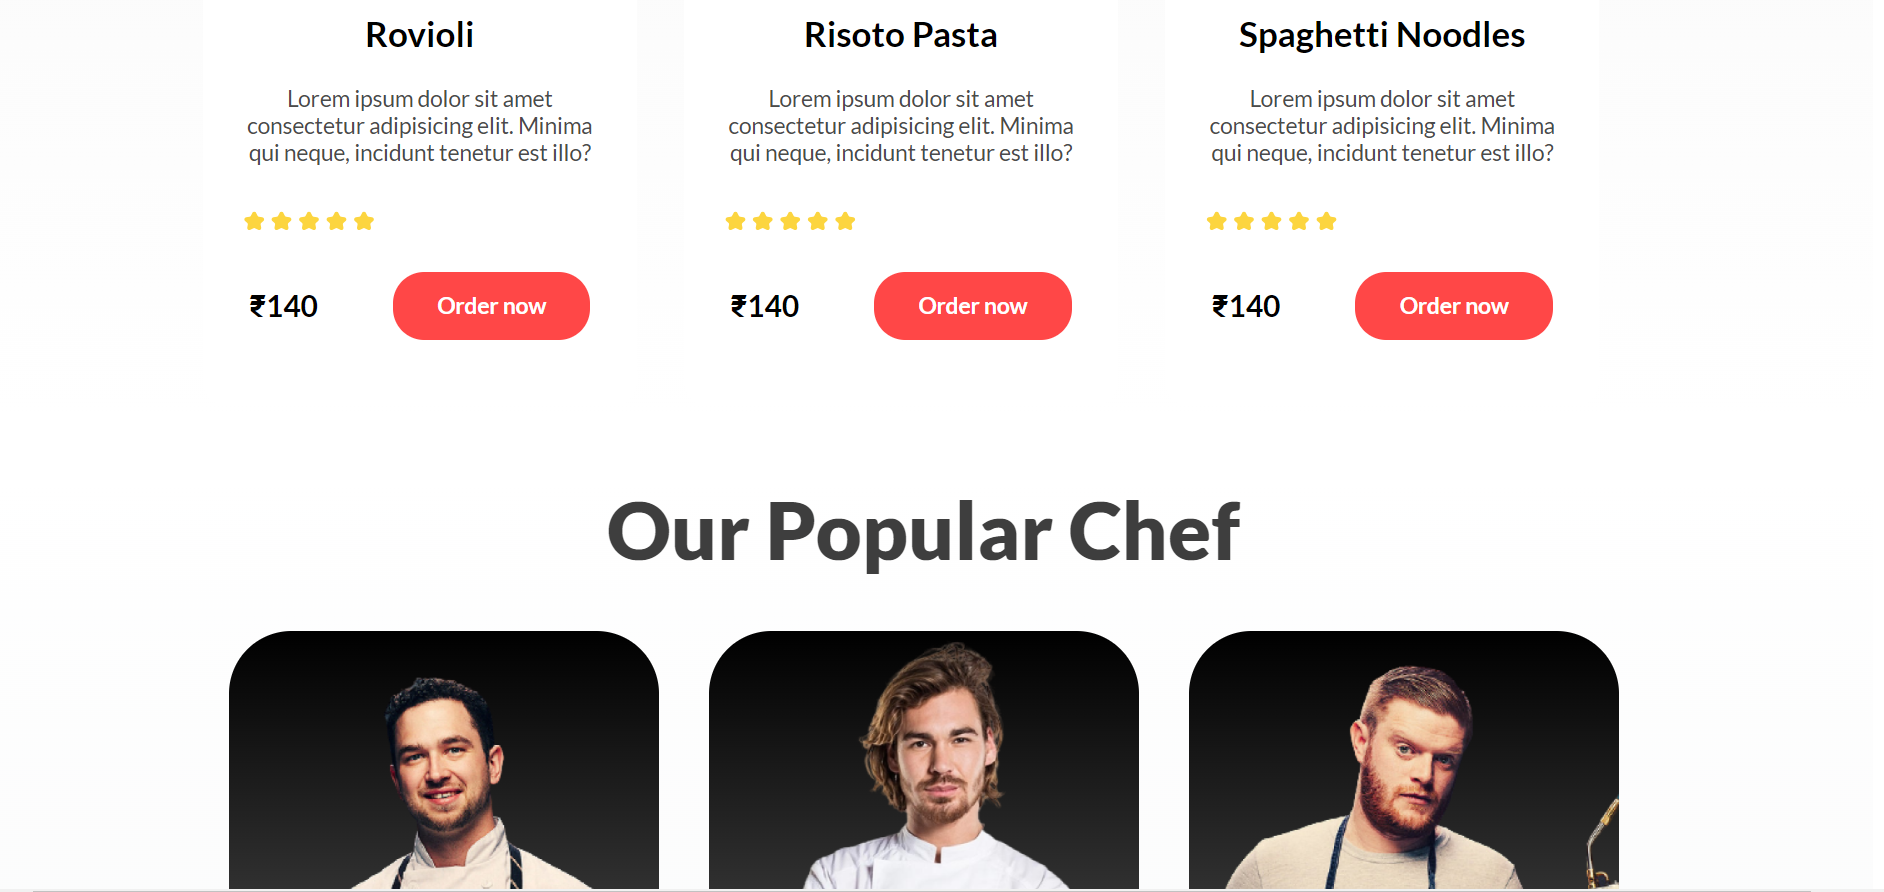 Rovioli
Lorem ipsum dolor sit amet
consectetur adipisicing elit. Minima
qui neque, incidunt tenetur est illo?
₹140
Order now
Risoto Pasta
Lorem ipsum dolor sit amet
consectetur adipisicing elit. Minima
qui neque, incidunt tenetur est illo?
₹140
Order now
Spaghetti Noodles
Lorem ipsum dolor sit amet
consectetur adipisicing elit. Minima
qui neque, incidunt tenetur est illo?
₹140
Order now
Our Popular Chef